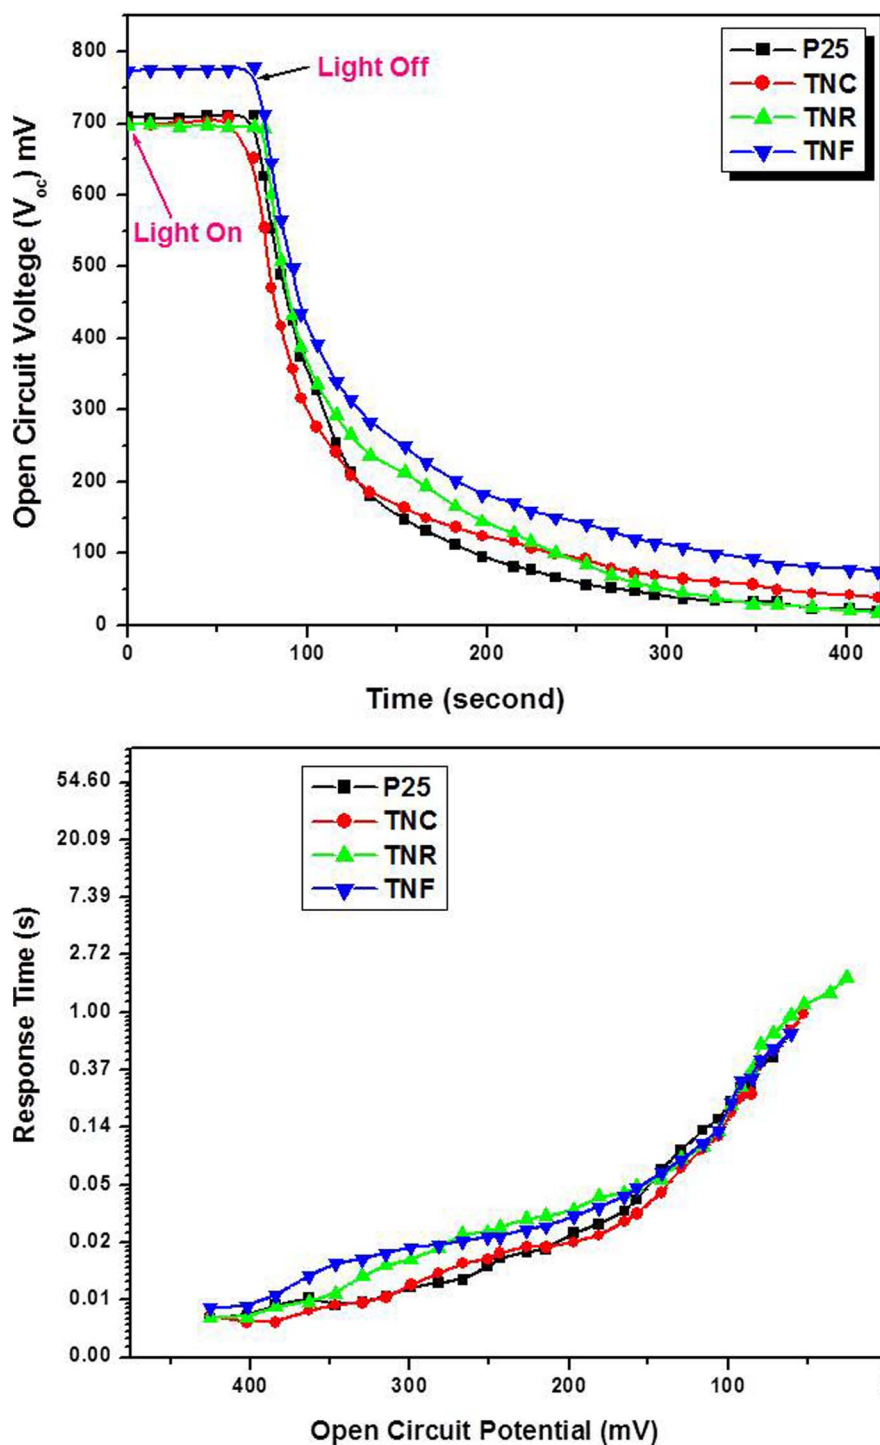 800
700
600
500
400
300
200
100
0
Open Circuit Voltege (Voc) mV
Light Off
Light On
P25
TNC
TNR
TNF
0 100 200 300 400
Time (second)
54.60
20.09
7.39
2.72
1.00
0.37
0.14
0.05
0.02
0.01
0.00
Response Time (s)
P25
TNC
TNR
TNF
400 300 200 100
Open Circuit Potential (mV)